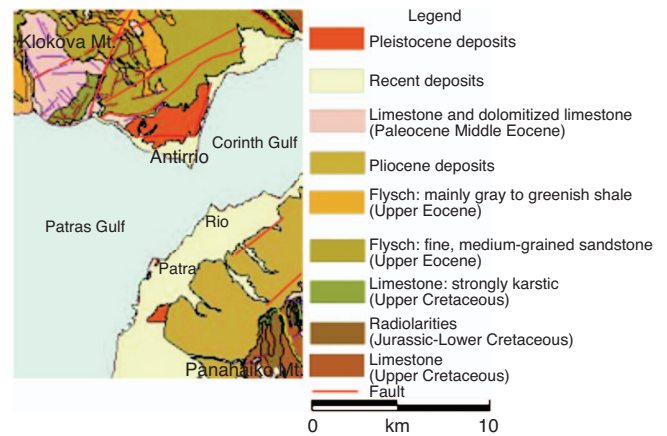 Klokova Mt.
Corinth Gulf
Antirrio
Patras Gulf
Rio
Patra
Panahaiko Mt.
Legend
Pleistocene deposits
Recent deposits
Limestone and dolomitized limestone
(Paleocene Middle Eocene)
Pliocene deposits
Flysch: mainly gray to greenish shale
(Upper Eocene)
Flysch: fine, medium-grained sandstone
(Upper Eocene)
Limestone: strongly karstic
(Upper Cretaceous)
Radiolarities
(Jurassic-Lower Cretaceous)
Limestone
(Upper Cretaceous)
Fault
0 km 10